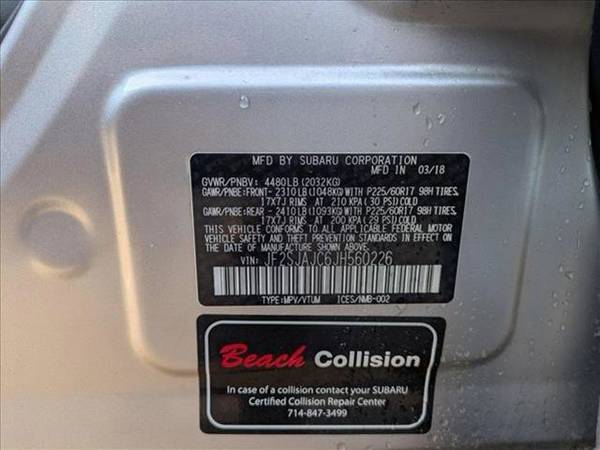 MFD BY SUBARU CORPORATION
MFD IN 03/18
GVWR/PNBV: 4480LB (2032KG)
GAWR/PNBE:FRONT- 2310LB (1048KG) WITH P225/60R17 98H TIRES,
17X7J RIMS AT 210 KPA (30 PSI) COLD
GAWR/PNBE:REAR - 2410LB (1093KG) WITH P225/60R17 98H TIRES,
17X7J RIMS AT 200 KPA (29 PSI) COLD
THIS VEHICLE CONFORMS TO ALL APPLICABLE FEDERAL MOTOR
VEHICLE SAFETY AND BUMPER STANDARDS IN EFFECT ON THE DATE OF
MANUFACTURE SHOWN ABOVE.
VIN: JF2SJAJC6JH560226
TYPE:MPV/VTUM ICES/NMB-002
Beach Collision
In case of a collision contact your SUBARU
Certified Collision Repair Center
714-847-3499